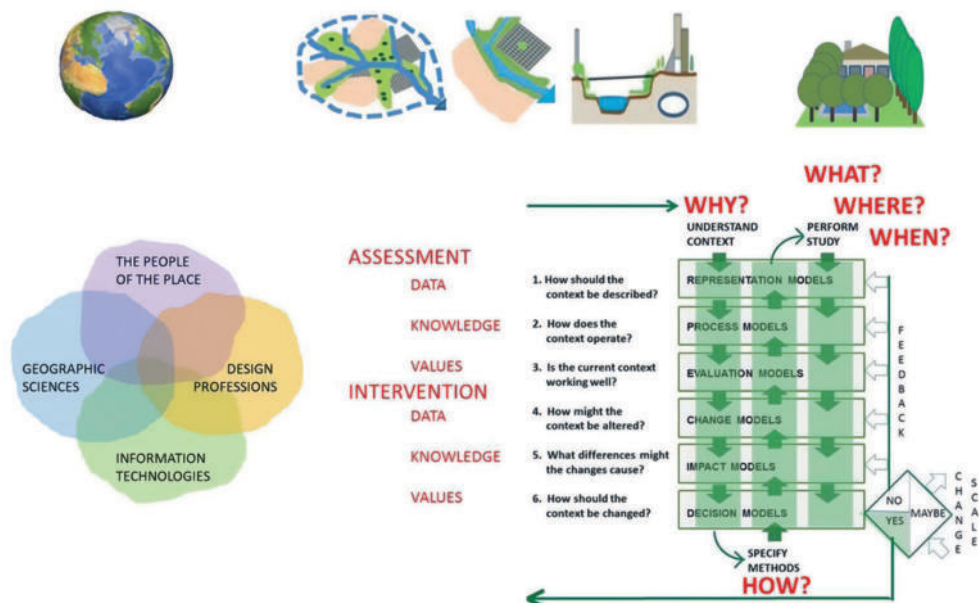 WHAT?
WHY?
WHERE?
UNDERSTAND
CONTEXT
PERFORM
STUDY
WHEN?
THE PEOPLE
OF THE PLACE
GEOGRAPHIC
SCIENCES
DESIGN
PROFESSIONS
INFORMATION
TECHNOLOGIES
ASSESSMENT
DATA
KNOWLEDGE
VALUES
INTERVENTION
DATA
KNOWLEDGE
VALUES
1. How should the
context be described?
REPRESENTATION MODELS
2. How does the
context operate?
PROCESS MODELS
3. Is the current context
working well?
EVALUATION MODELS
4. How might the
context be altered?
CHANGE MODELS
5. What differences might
the changes cause?
IMPACT MODELS
6. How should the
context be changed?
DECISION MODELS
FEEDBACK
NO
YES
MAYBE
CHANGE
SCALE
SPECIFY
METHODS
HOW?